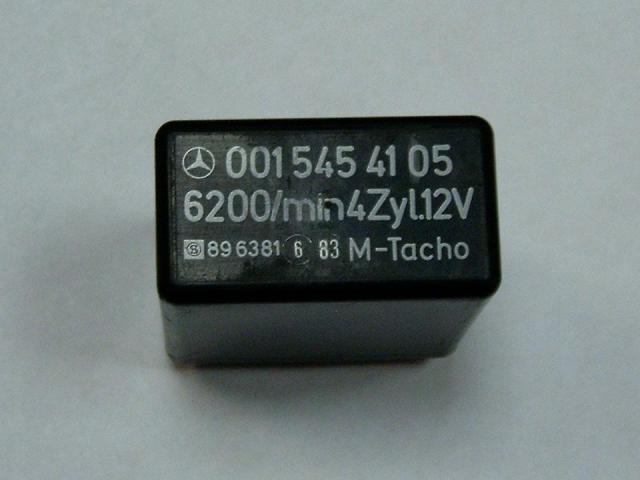 001 545 41 05
6200/min4Zyl.12V
89 6381 6 83 M-Tacho